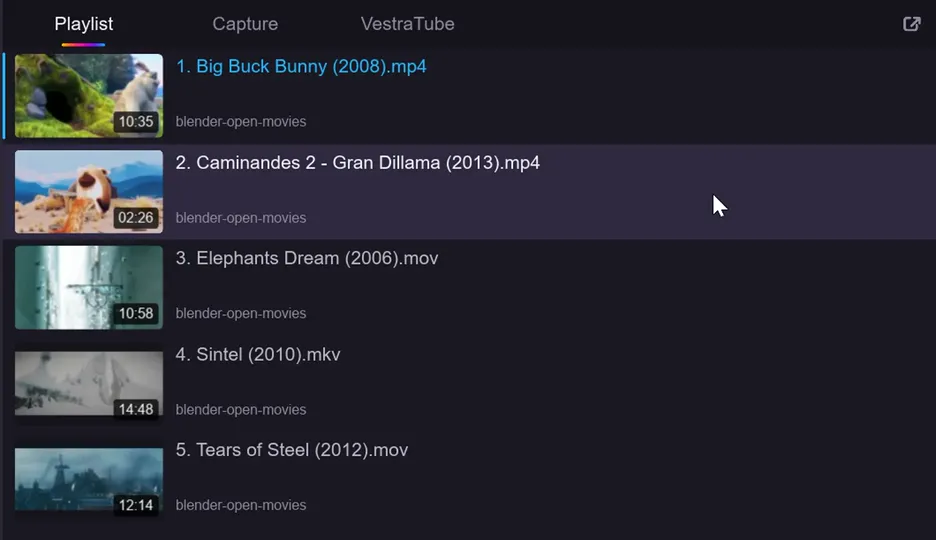 Playlist Capture VestraTube
1. Big Buck Bunny (2008).mp4
10:35 blender-open-movies
2. Caminandes 2 - Gran Dillama (2013).mp4
02:26 blender-open-movies
3. Elephants Dream (2006).mov
10:58 blender-open-movies
4. Sintel (2010).mkv
14:48 blender-open-movies
5. Tears of Steel (2012).mov
12:14 blender-open-movies